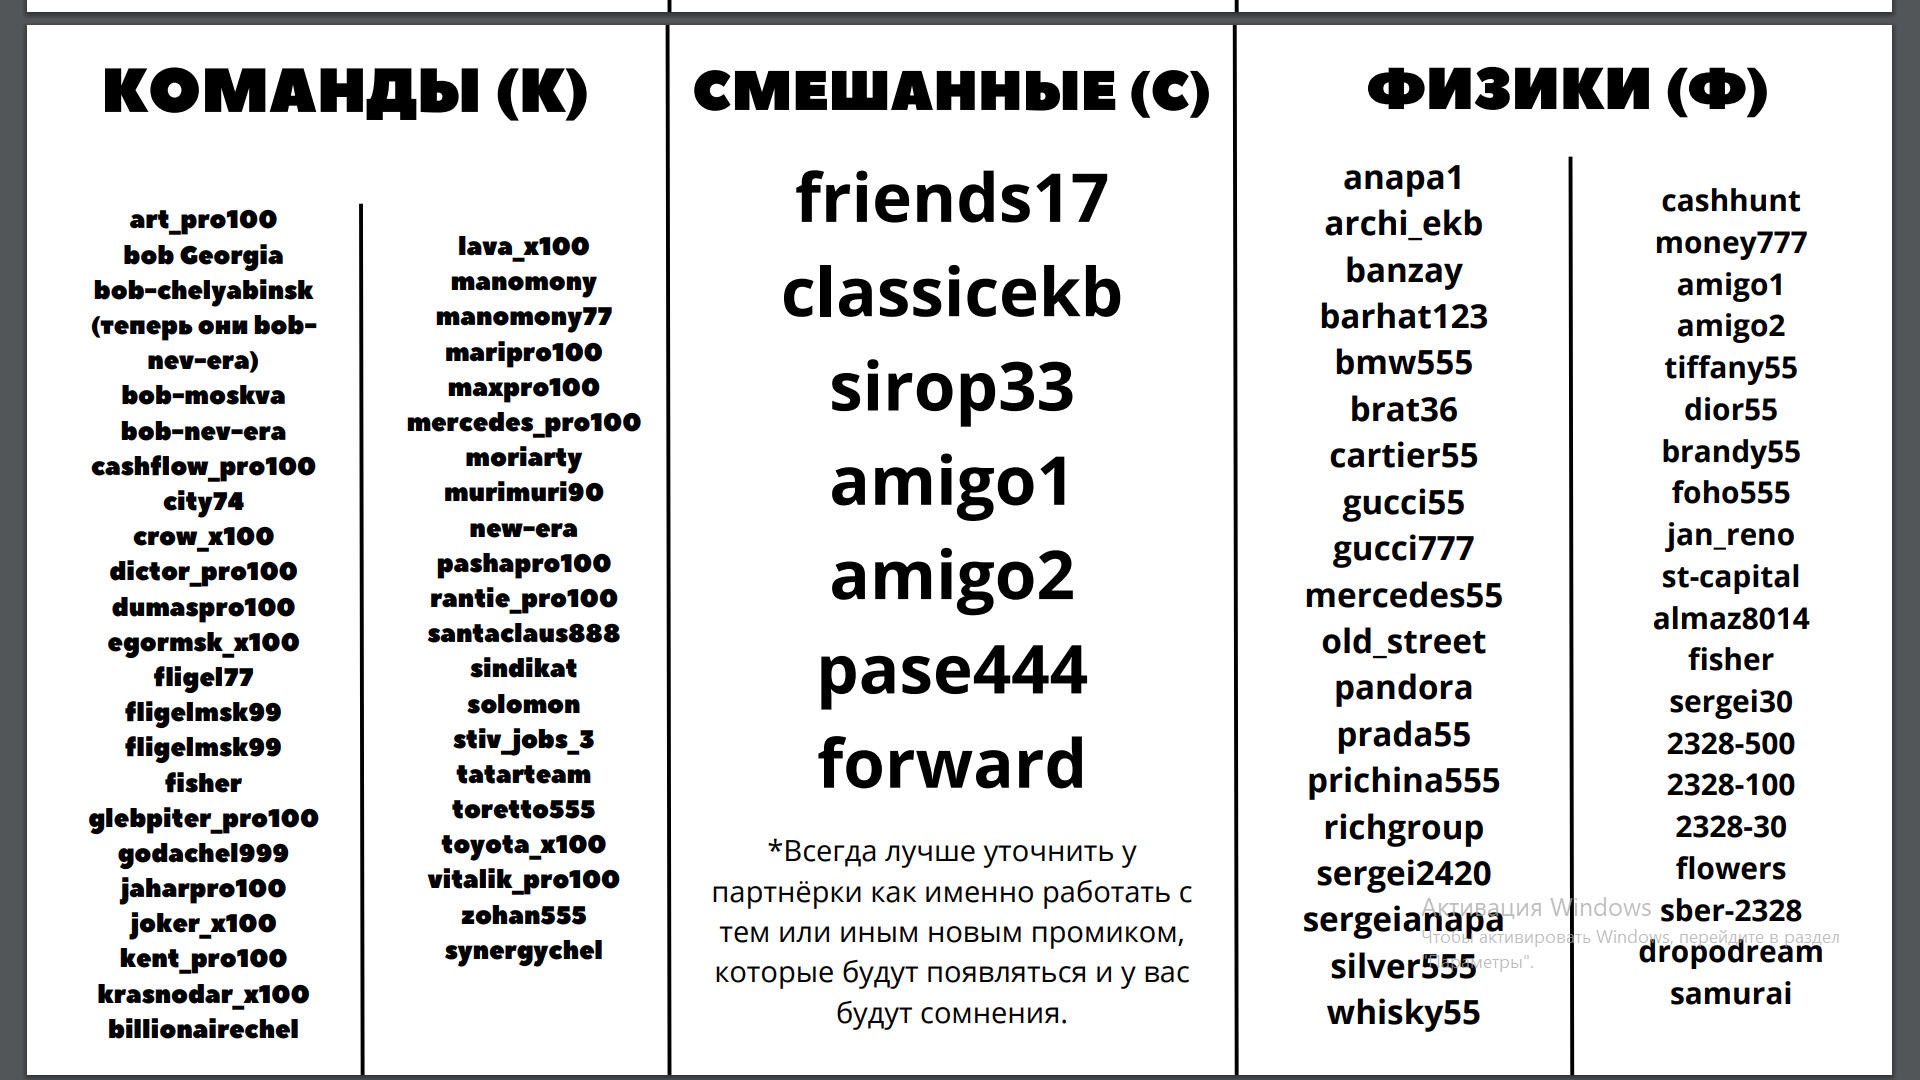 КОМАНДЫ (К)
art_pro100
bob Georgia
bob-chelyabinsk
(теперь они bob-
nev-era)
bob-moskva
bob-nev-era
cashflow_pro100
city74
crow_x100
dictor_pro100
dumaspro100
egormsk_x100
fligel77
fligelmsk99
fligelmsk99
fisher
glebpiter_pro100
godachel999
jaharpro100
joker_x100
kent_pro100
krasnodar_x100
billionairechel
lava_x100
manomony
manomony77
maripro100
maxpro100
mercedes_pro100
moriarty
murimuri90
new-era
pashapro100
rantie_pro100
santaclaus888
sindikat
solomon
stiv_jobs_3
tatarteam
toretto555
toyota_x100
vitalik_pro100
zohan555
synergychel
СМЕШАННЫЕ (С)
friends17
classicekb
sirop33
amigo1
amigo2
pase444
forward
*Всегда лучше уточнить у
партнёрки как именно работать с
тем или иным новым промиком,
которые будут появляться и у вас
будут сомнения.
ФИЗИКИ (Ф)
anapa1
archi_ekb
banzay
barhat123
bmw555
brat36
cartier55
gucci55
gucci777
mercedes55
old_street
pandora
prada55
prichina555
richgroup
sergei2420
sergeianapa
silver555
whisky55
cashhunt
money777
amigo1
amigo2
tiffany55
dior55
brandy55
foho555
jan_reno
st-capital
almaz8014
fisher
sergei30
2328-500
2328-100
2328-30
flowers
sber-2328
dropodream
samurai
Активация Windows
Чтобы активировать Windows, перейдите в раздел
"Параметры".